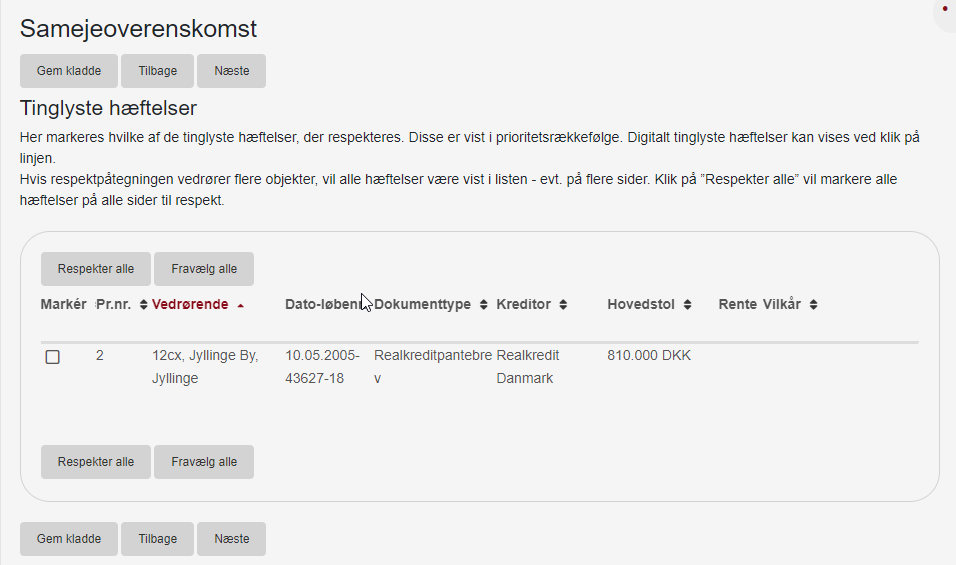 Samejeoverenskomst
Gem kladde Tilbage Næste
Tinglyste hæftelser
Her markeres hvilke af de tinglyste hæftelser, der respekteres. Disse er vist i prioritetsrækkefølge. Digitalt tinglyste hæftelser kan vises ved klik på
linjen.
Hvis respektpåtegningen vedrører flere objekter, vil alle hæftelser være vist i listen - evt. på flere sider. Klik på ”Respekter alle” vil markere alle
hæftelser på alle sider til respekt.
Respekter alle Fravælg alle
Markér Pr.nr. Vedrørende Dato-løben Dokumenttype Kreditor Hovedstol Rente Vilkår
2 12cx, Jyllinge By, 10.05.2005- Realkreditpantebre Realkredit 810.000 DKK
Jyllinge 43627-18 v Danmark
Respekter alle Fravælg alle
Gem kladde Tilbage Næste